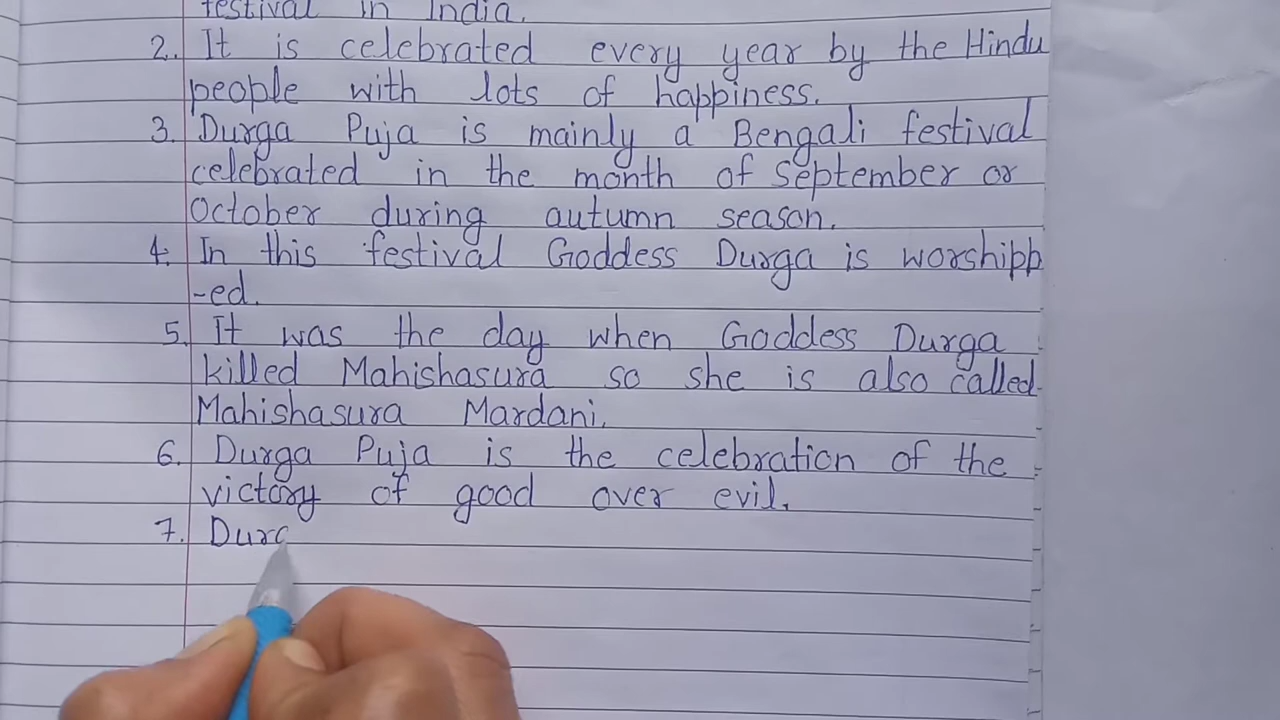 festival in India.
2. It is celebrated every year by the Hindu
people with lots of happiness.
3. Durga Puja is mainly a Bengali festival
celebrated in the month of September or
October during autumn season.
4. In this festival Goddess Durga is worshipp
-ed.
5. It was the day when Goddess Durga
killed Mahishasura so she is also called
Mahishasura Mardani.
6. Durga Puja is the celebration of the
victory of good over evil.
7. Durg